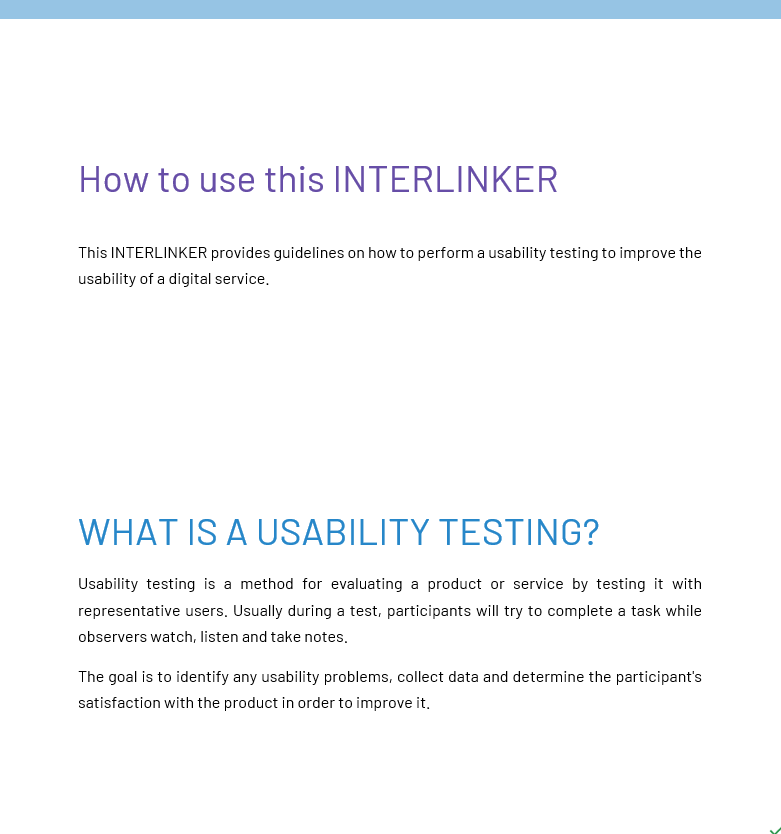 How to use this INTERLINKER
This INTERLINKER provides guidelines on how to perform a usability testing to improve the
usability of a digital service.
WHAT IS A USABILITY TESTING?
Usability testing is a method for evaluating a product or service by testing it with
representative users. Usually during a test, participants will try to complete a task while
observers watch, listen and take notes.
The goal is to identify any usability problems, collect data and determine the participant's
satisfaction with the product in order to improve it.